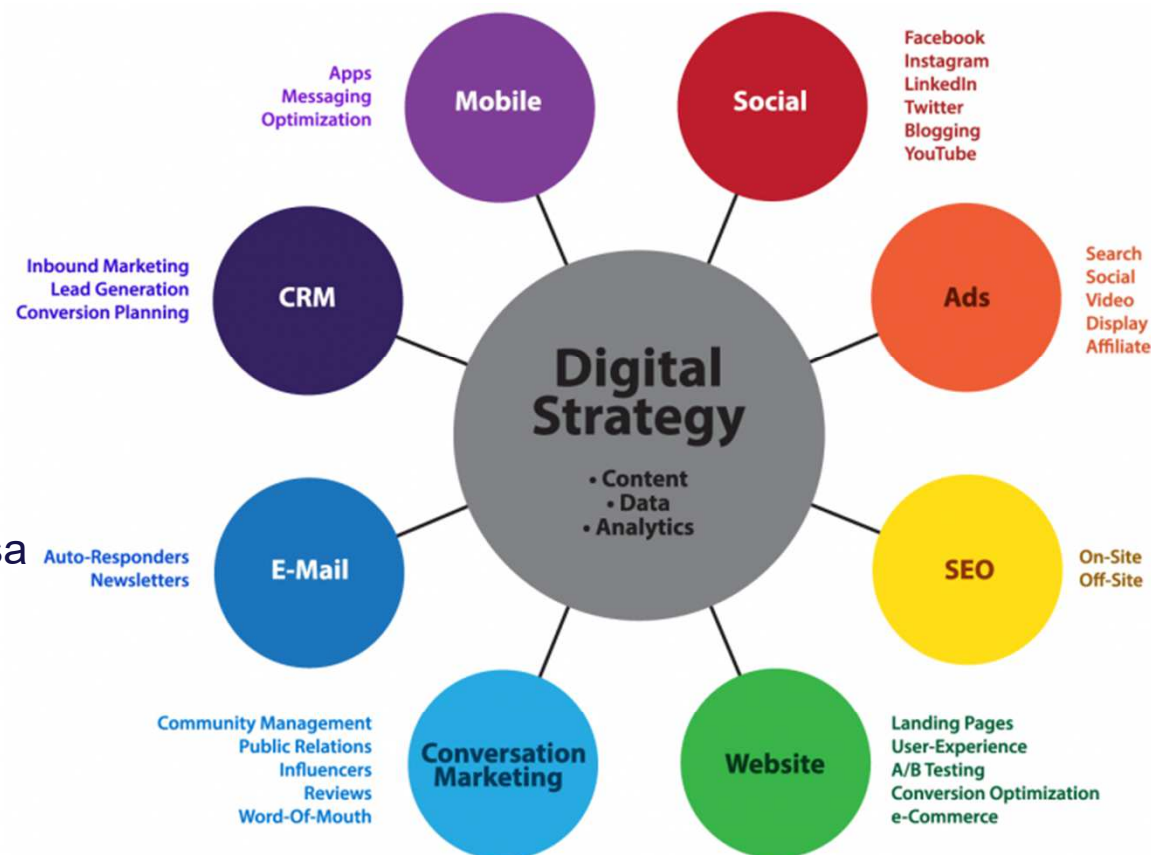 Mobile
Apps
Messaging
Optimization
Social
Facebook
Instagram
LinkedIn
Twitter
Blogging
YouTube
CRM
Inbound Marketing
Lead Generation
Conversion Planning
Ads
Search
Social
Video
Display
Affiliate
Digital
Strategy
• Content
• Data
• Analytics
sa
E-Mail
Auto-Responders
Newsletters
SEO
On-Site
Off-Site
Conversation
Marketing
Community Management
Public Relations
Influencers
Reviews
Word-Of-Mouth
Website
Landing Pages
User-Experience
A/B Testing
Conversion Optimization
e-Commerce